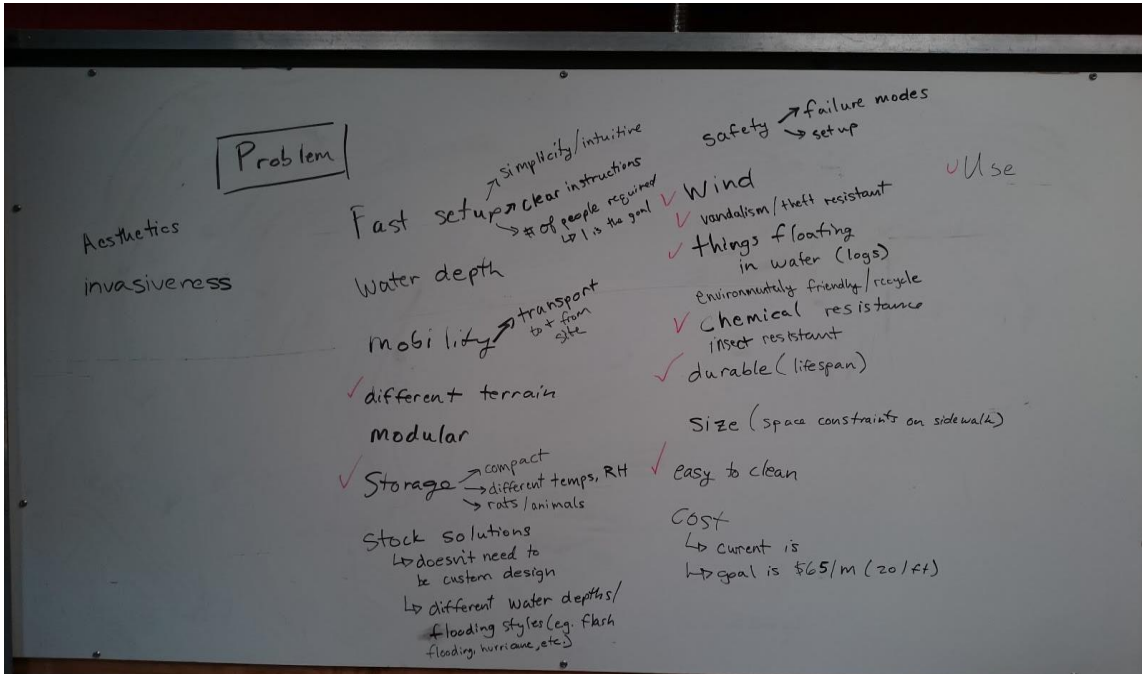 Problem
Aesthetics
invasiveness
Fast setup
simplicity/intuitive
clear instructions
# of people required
↳ 1 is the goal
Water depth
mobility
transport
to + from
site
✓ different terrain
modular
✓ Storage
compact
different temps, RH
rats/animals
Stock solutions
↳ doesn't need to
be custom design
↳ different water depths/
flooding styles (eg. flash
flooding, hurricane, etc.)
safety
failure modes
setup
✓ Wind
✓ vandalism/theft resistant
✓ things floating
in water (logs)
environmentally friendly/recycle
✓ chemical resistance
insect resistant
✓ durable (lifespan)
Size (space constraints on sidewalk)
✓ easy to clean
Cost
↳ current is
↳ goal is $65/m (20/ft)
✓ Use